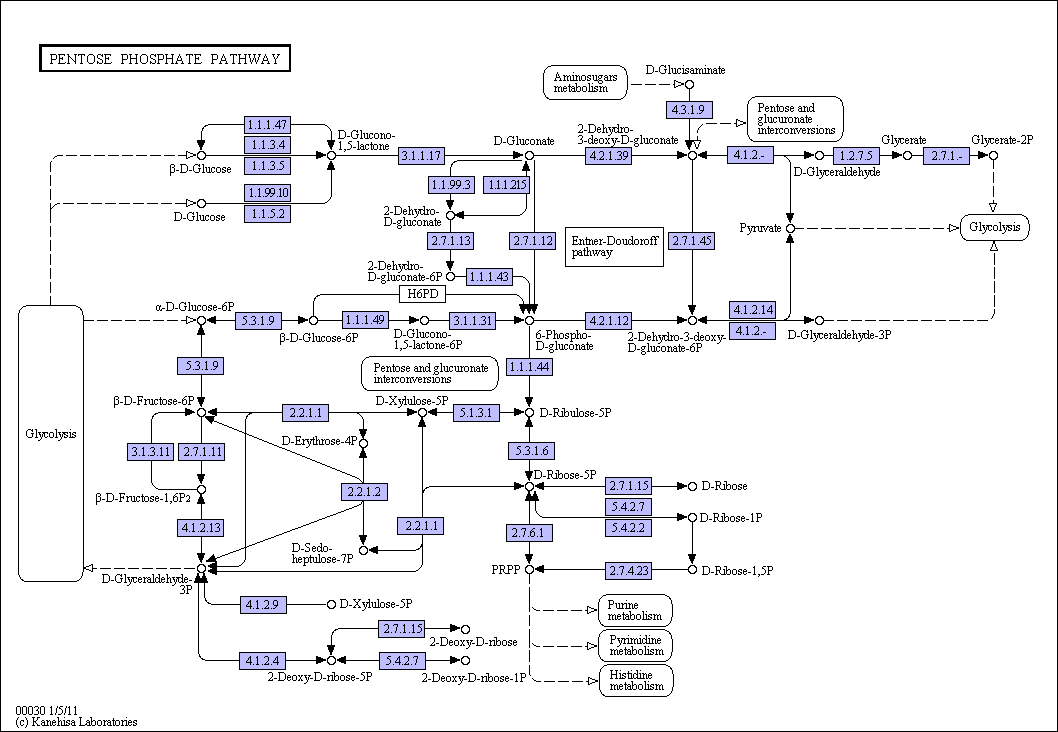 PENTOSE PHOSPHATE PATHWAY
Aminosugars
metabolism
D-Glucisaminate
4.3.1.9
Pentose and
glucuronate
interconversions
1.1.1.47
1.1.3.4
1.1.3.5
β-D-Glucose
D-Glucono-
1,5-lactone
3.1.1.17
D-Gluconate
2-Dehydro-
3-deoxy-D-gluconate
4.2.1.39
4.1.2.-
D-Glyceraldehyde
1.2.7.5
Glycerate
2.7.1.-
Glycerate-2P
1.1.99.10
1.1.5.2
D-Glucose
1.1.99.3
1.1.1.215
2-Dehydro-
D-gluconate
2.7.1.13
2.7.1.12
Entner-Doudoroff
pathway
2.7.1.45
Pyruvate
Glycolysis
2-Dehydro-
D-gluconate-6P
1.1.1.43
H6PD
α-D-Glucose-6P
5.3.1.9
β-D-Glucose-6P
1.1.1.49
D-Glucono-
1,5-lactone-6P
3.1.1.31
6-Phospho-
D-gluconate
4.2.1.12
2-Dehydro-3-deoxy-
D-gluconate-6P
4.1.2.14
4.1.2.-
D-Glyceraldehyde-3P
5.3.1.9
Pentose and glucuronate
interconversions
1.1.1.44
β-D-Fructose-6P
2.2.1.1
D-Xylulose-5P
5.1.3.1
D-Ribulose-5P
Glycolysis
3.1.3.11
2.7.1.11
D-Erythrose-4P
5.3.1.6
β-D-Fructose-1,6P2
2.2.1.2
D-Ribose-5P
2.7.1.15
D-Ribose
4.1.2.13
2.2.1.1
2.7.6.1
5.4.2.7
5.4.2.2
D-Ribose-1P
D-Sedo-
heptulose-7P
D-Glyceraldehyde-
3P
PRPP
2.7.4.23
D-Ribose-1,5P
4.1.2.9
D-Xylulose-5P
Purine
metabolism
2.7.1.15
2-Deoxy-D-ribose
Pyrimidine
metabolism
4.1.2.4
2-Deoxy-D-ribose-5P
5.4.2.7
2-Deoxy-D-ribose-1P
Histidine
metabolism
00030 1/5/11
(c) Kanehisa Laboratories